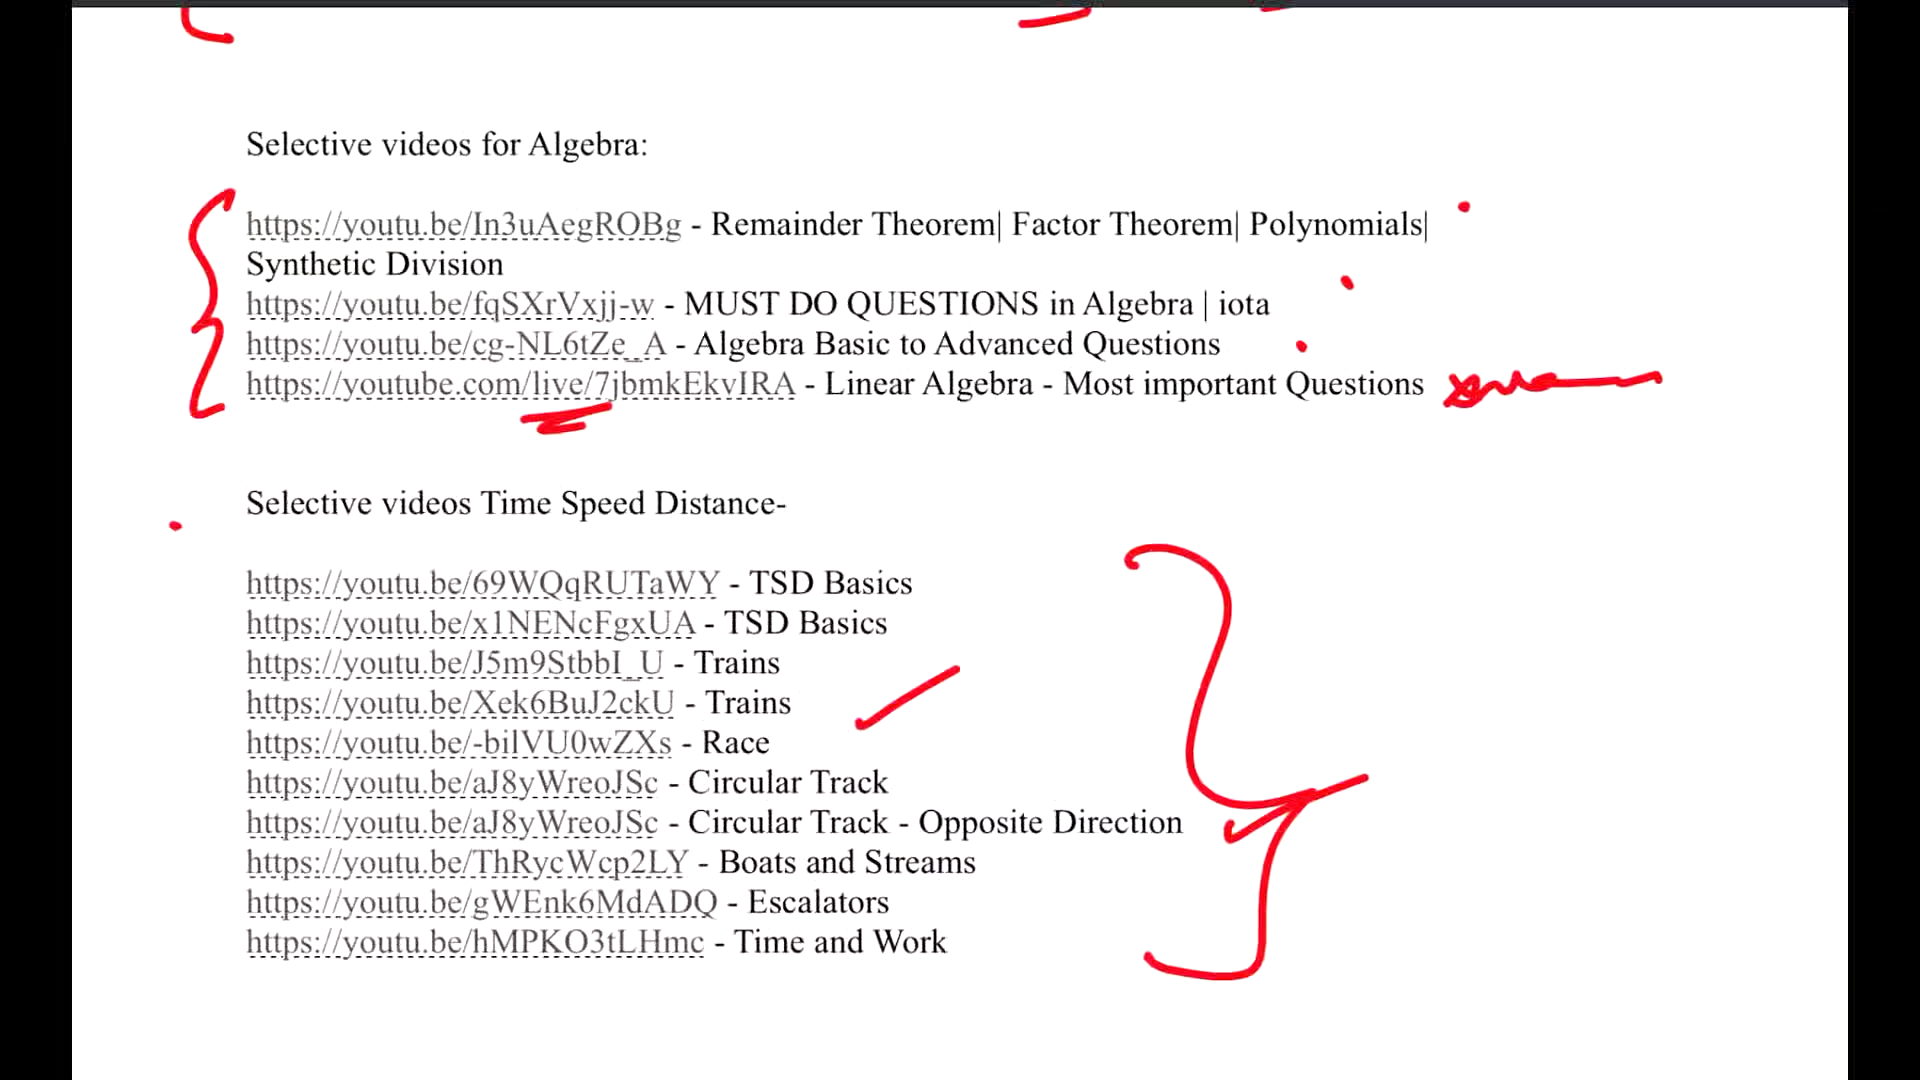 Selective videos for Algebra:
https://youtu.be/In3uAegROBg - Remainder Theorem| Factor Theorem| Polynomials|
Synthetic Division
https://youtu.be/fqSXrVxjj-w - MUST DO QUESTIONS in Algebra | iota
https://youtu.be/cg-NL6tZe_A - Algebra Basic to Advanced Questions
https://youtube.com/live/7jbmkEkvIRA - Linear Algebra - Most important Questions
Selective videos Time Speed Distance-
https://youtu.be/69WQqRUTaWY - TSD Basics
https://youtu.be/x1NENcFgxUA - TSD Basics
https://youtu.be/J5m9StbbI_U - Trains
https://youtu.be/Xek6BuJ2ckU - Trains
https://youtu.be/-bilVU0wZXs - Race
https://youtu.be/aJ8yWreoJSc - Circular Track
https://youtu.be/aJ8yWreoJSc - Circular Track - Opposite Direction
https://youtu.be/ThRycWcp2LY - Boats and Streams
https://youtu.be/gWEnk6MdADQ - Escalators
https://youtu.be/hMPKO3tLHmc - Time and Work